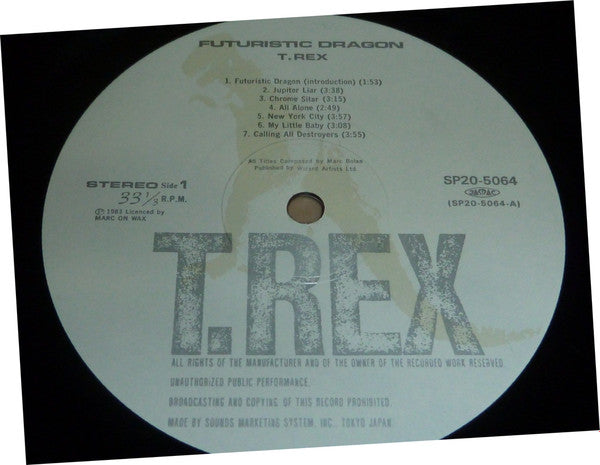 FUTURISTIC DRAGON
T. REX
1. Futuristic Dragon (introduction) (1:53)
2. Jupitor Liar (3:38)
3. Chrome Sitar (3:15)
4. All Alone (2:49)
5. New York City (3:57)
6. My Little Baby (3:08)
7. Calling All Destroyers (3:55)
All Titles Composed by Marc Bolan
Published by Wizard Artists Ltd.
STEREO Side 1
33 1/3 R.P.M.
Ⓟ 1983 Licenced by
MARC ON WAX
SP20-5064
JASRAC
(SP20-5064-A)
T.REX
ALL RIGHTS OF THE MANUFACTURER AND OF THE OWNER OF THE RECORDED WORK RESERVED.
UNAUTHORIZED PUBLIC PERFORMANCE.
BROADCASTING AND COPYING OF THIS RECORD PROHIBITED.
MADE BY SOUNDS MARKETING SYSTEM, INC., TOKYO JAPAN.